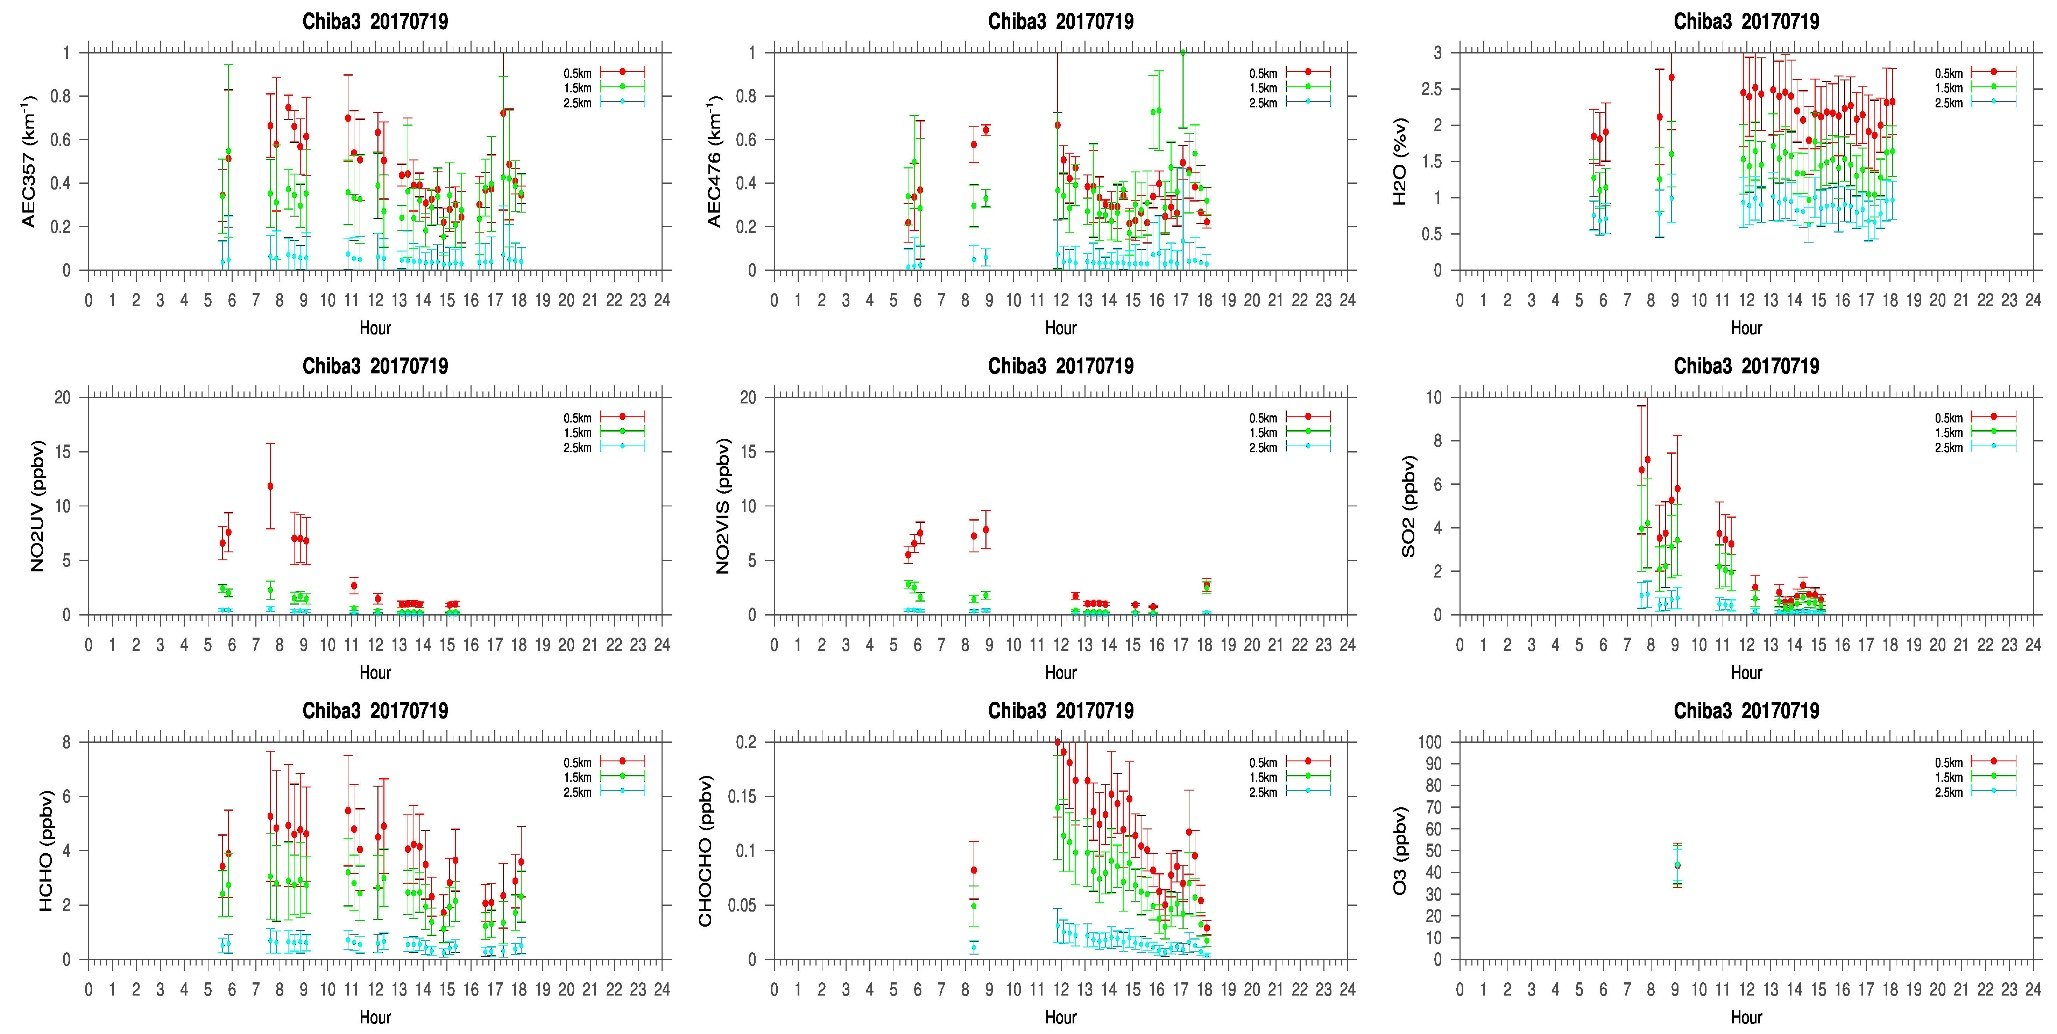 Chiba3 20170719
AEC357 (km⁻¹)
1
0.8
0.6
0.4
0.2
0
0.5km
1.5km
2.5km
0 1 2 3 4 5 6 7 8 9 10 11 12 13 14 15 16 17 18 19 20 21 22 23 24
Hour
Chiba3 20170719
AEC476 (km⁻¹)
1
0.8
0.6
0.4
0.2
0
0.5km
1.5km
2.5km
0 1 2 3 4 5 6 7 8 9 10 11 12 13 14 15 16 17 18 19 20 21 22 23 24
Hour
Chiba3 20170719
H2O (%v)
3
2.5
2
1.5
1
0.5
0
0.5km
1.5km
2.5km
0 1 2 3 4 5 6 7 8 9 10 11 12 13 14 15 16 17 18 19 20 21 22 23 24
Hour
Chiba3 20170719
NO2UV (ppbv)
20
15
10
5
0
0.5km
1.5km
2.5km
0 1 2 3 4 5 6 7 8 9 10 11 12 13 14 15 16 17 18 19 20 21 22 23 24
Hour
Chiba3 20170719
NO2VIS (ppbv)
20
15
10
5
0
0.5km
1.5km
2.5km
0 1 2 3 4 5 6 7 8 9 10 11 12 13 14 15 16 17 18 19 20 21 22 23 24
Hour
Chiba3 20170719
SO2 (ppbv)
10
8
6
4
2
0
0.5km
1.5km
2.5km
0 1 2 3 4 5 6 7 8 9 10 11 12 13 14 15 16 17 18 19 20 21 22 23 24
Hour
Chiba3 20170719
HCHO (ppbv)
8
6
4
2
0
0.5km
1.5km
2.5km
0 1 2 3 4 5 6 7 8 9 10 11 12 13 14 15 16 17 18 19 20 21 22 23 24
Hour
Chiba3 20170719
CHOCHO (ppbv)
0.2
0.15
0.1
0.05
0
0.5km
1.5km
2.5km
0 1 2 3 4 5 6 7 8 9 10 11 12 13 14 15 16 17 18 19 20 21 22 23 24
Hour
Chiba3 20170719
O3 (ppbv)
100
90
80
70
60
50
40
30
20
10
0
0.5km
1.5km
2.5km
0 1 2 3 4 5 6 7 8 9 10 11 12 13 14 15 16 17 18 19 20 21 22 23 24
Hour